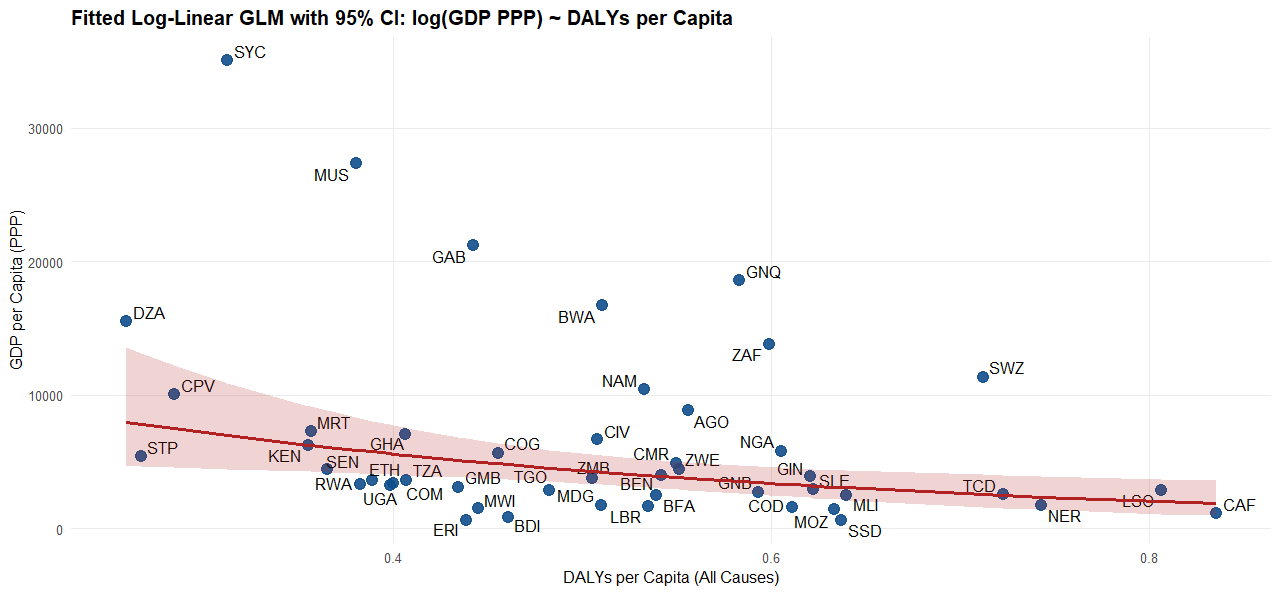 Fitted Log-Linear GLM with 95% CI: log(GDP PPP) ~ DALYs per Capita
SYC
30000
MUS
GAB
20000
GNQ
BWA
DZA
ZAF
SWZ
NAM
CPV
10000
AGO
MRT
CIV
GHA
COG
NGA
STP
KEN
CMR
ZWE
SEN
ETH
TZA
ZMB
GIN
RWA
GMB
TGO
BEN
GNB
SLE
TCD
UGA
COM
MWI
MDG
LSO
BFA
COD
MLI
CAF
LBR
MOZ
NER
ERI
BDI
SSD
0
0.4
0.6
0.8
DALYs per Capita (All Causes)
GDP per Capita (PPP)